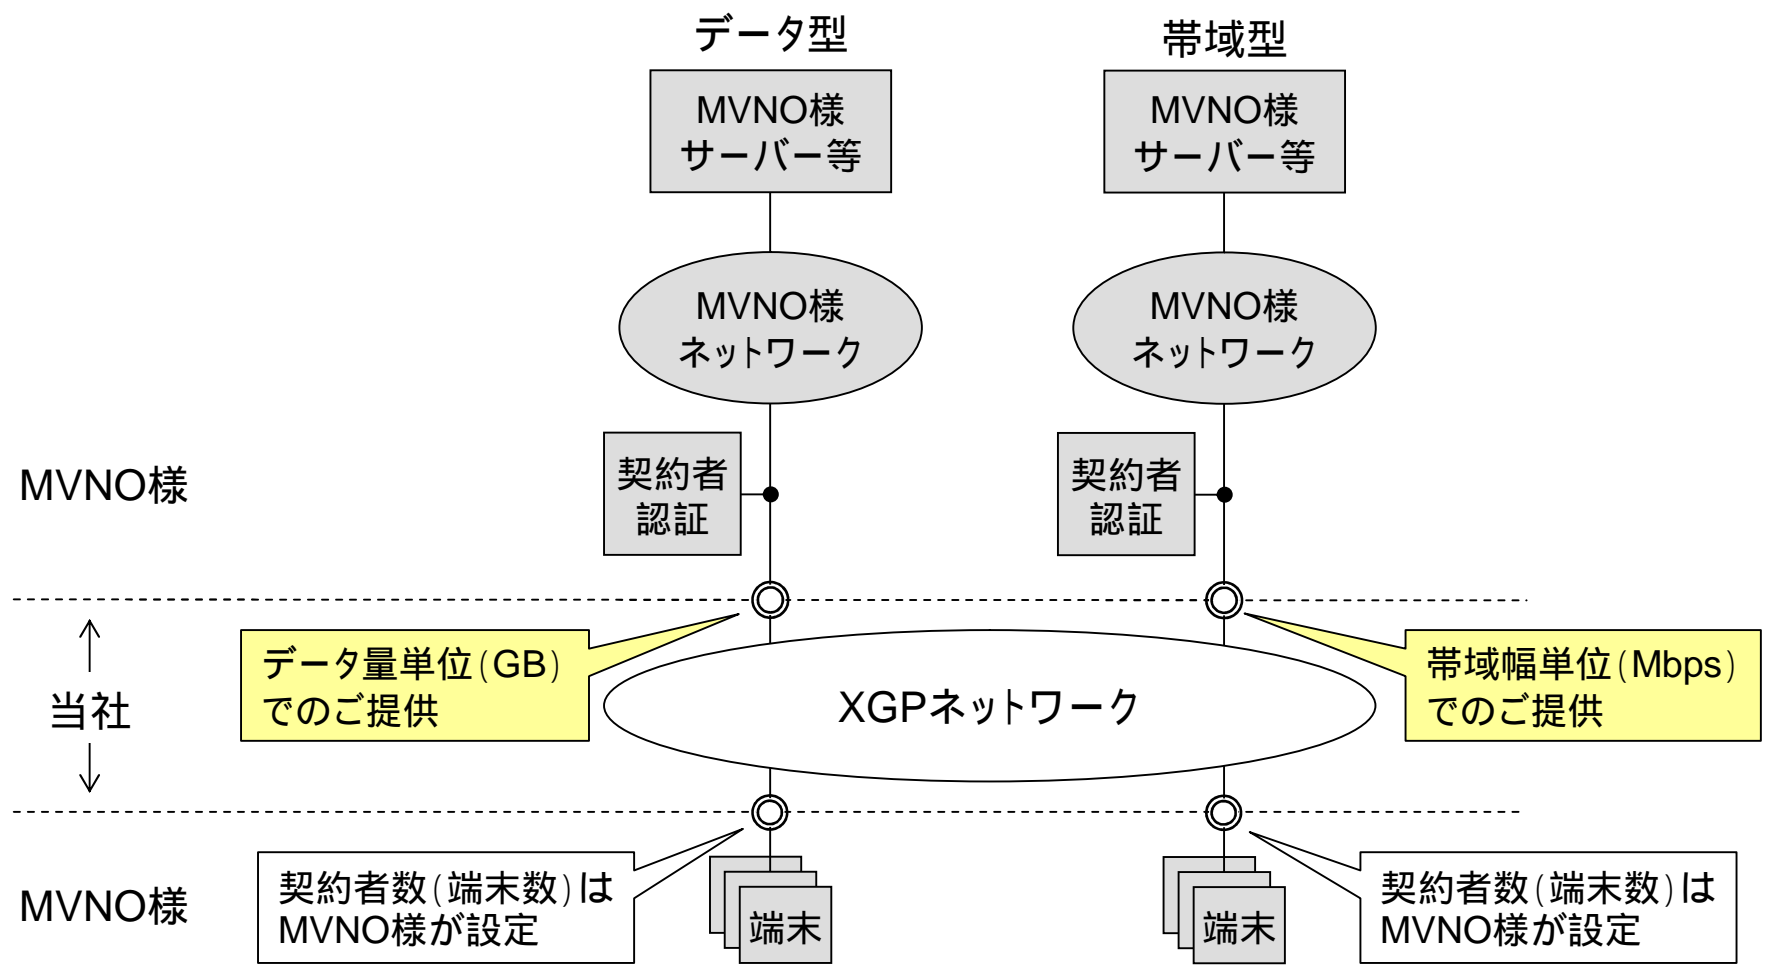 データ型
帯域型
MVNO様
サーバー等
MVNO様
サーバー等
MVNO様
ネットワーク
MVNO様
ネットワーク
MVNO様
契約者
認証
契約者
認証
当社
データ量単位(GB)
でのご提供
XGPネットワーク
帯域幅単位(Mbps)
でのご提供
MVNO様
契約者数(端末数)は
MVNO様が設定
端末
端末
契約者数(端末数)は
MVNO様が設定